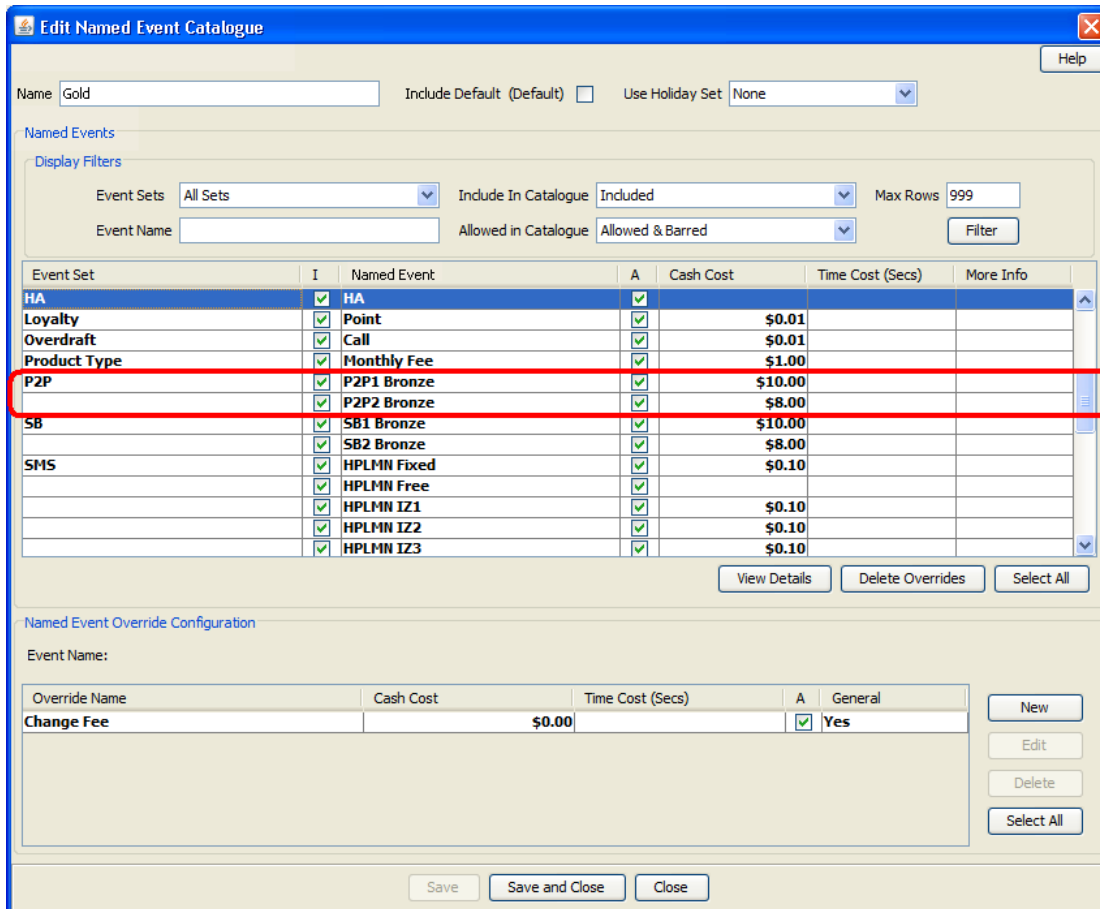 Edit Named Event Catalogue
Help
Name Gold Include Default (Default) Use Holiday Set None
Named Events
Display Filters
Event Sets All Sets Include In Catalogue Included Max Rows 999
Event Name Allowed in Catalogue Allowed & Barred Filter
Event Set I Named Event A Cash Cost Time Cost (Secs) More Info
HA HA
Loyalty Point $0.01
Overdraft Call $0.01
Product Type Monthly Fee $1.00
P2P P2P1 Bronze $10.00
P2P2 Bronze $8.00
SB SB1 Bronze $10.00
SB2 Bronze $8.00
SMS HPLMN Fixed $0.10
HPLMN Free
HPLMN IZ1 $0.10
HPLMN IZ2 $0.10
HPLMN IZ3 $0.10
View Details Delete Overrides Select All
Named Event Override Configuration
Event Name:
Override Name Cash Cost Time Cost (Secs) A General
Change Fee $0.00 Yes
New
Edit
Delete
Select All
Save Save and Close Close